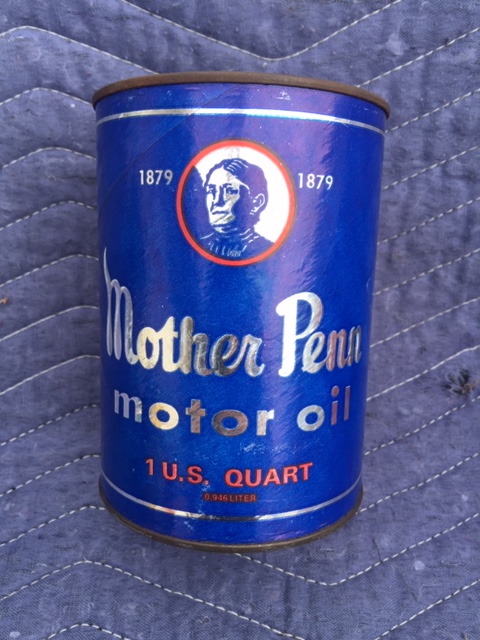 1879 1879
Mother Penn
motor oil
1 U.S. QUART
0.946 LITER